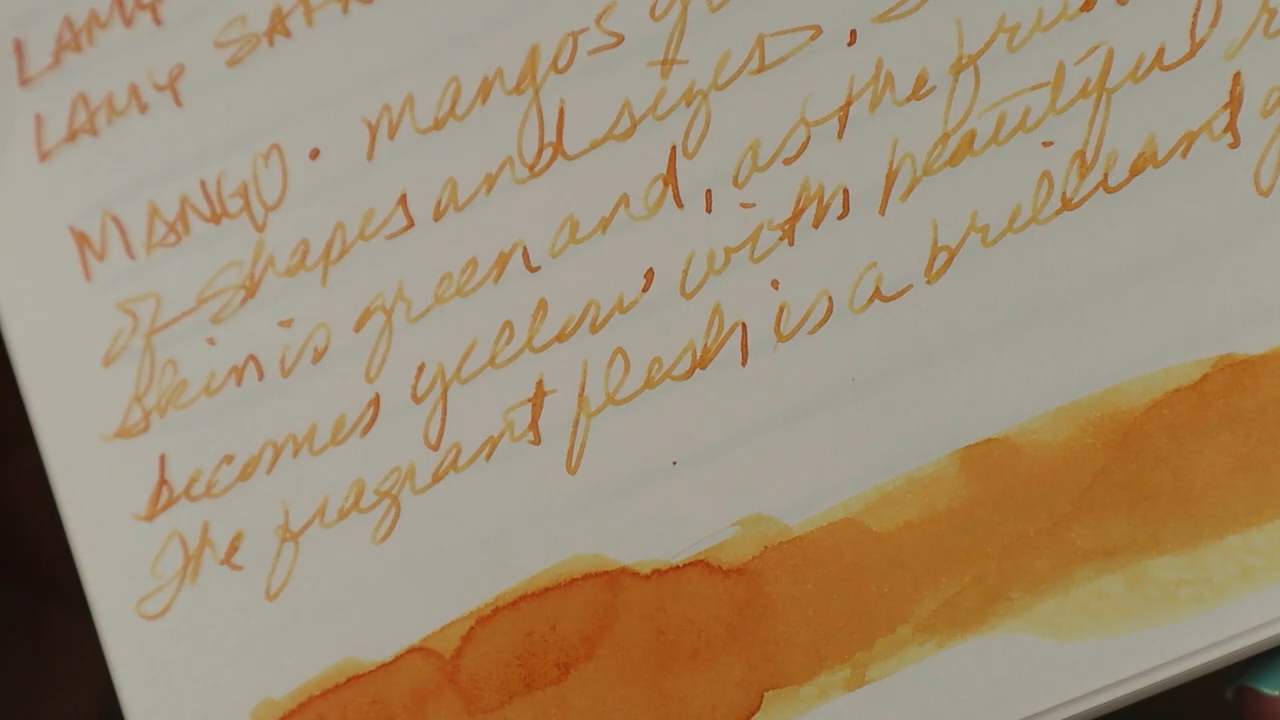 LAMY
LAMY
MANGO. Mangos
of shapes and sizes.
Skin is green and, as the
becomes yellow with beautiful
The fragrant flesh is a brilliant